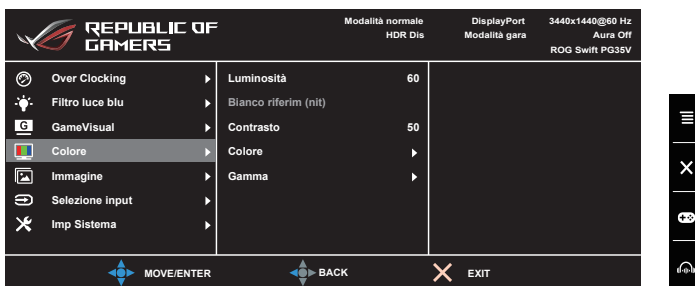 REPUBLIC OF
GAMERS
Modalità normale
HDR Dis
DisplayPort
Modalità gara
3440x1440@60 Hz
Aura Off
ROG Swift PG35V
Over Clocking
Filtro luce blu
G GameVisual
Colore
Immagine
Selezione input
Imp Sistema
Luminosità 60
Bianco riferim (nit)
Contrasto 50
Colore
Gamma
MOVE/ENTER BACK EXIT